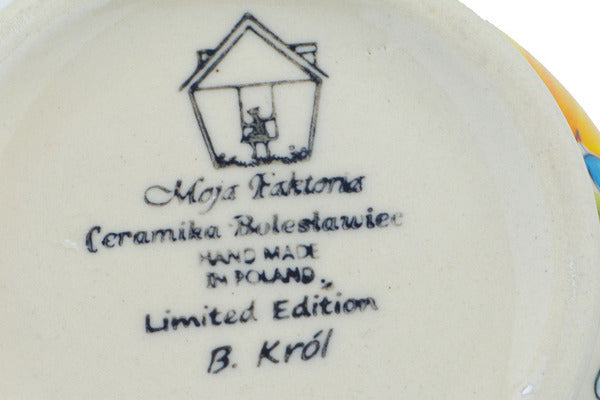 Moja Faktoria
Ceramika Bolesławiec
HAND MADE
IN POLAND
Limited Edition
B. Król